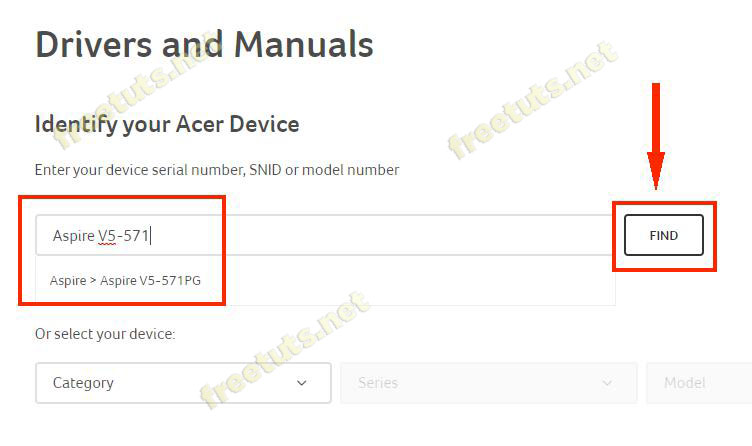 Drivers and Manuals
freetuts.net
freetuts.net
Identify your Acer Device
Enter your device serial number, SNID or model number
Aspire V5-571
FIND
Aspire > Aspire V5-571PG
freetuts.net
Or select your device:
Category
Series
Model